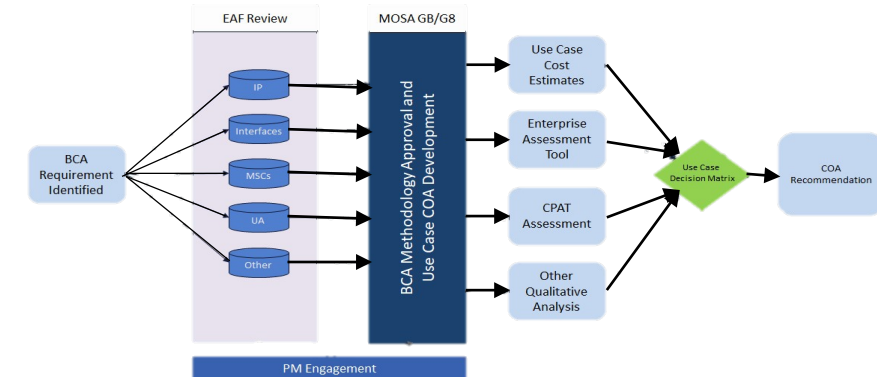 EAF Review
MOSA GB/G8
BCA
Requirement
Identified
IP
Interfaces
MSCs
UA
Other
BCA Methodology Approval and
Use Case COA Development
Use Case
Cost
Estimates
Enterprise
Assessment
Tool
CPAT
Assessment
Other
Qualitative
Analysis
Use Case
Decision Matrix
COA
Recommendation
PM Engagement